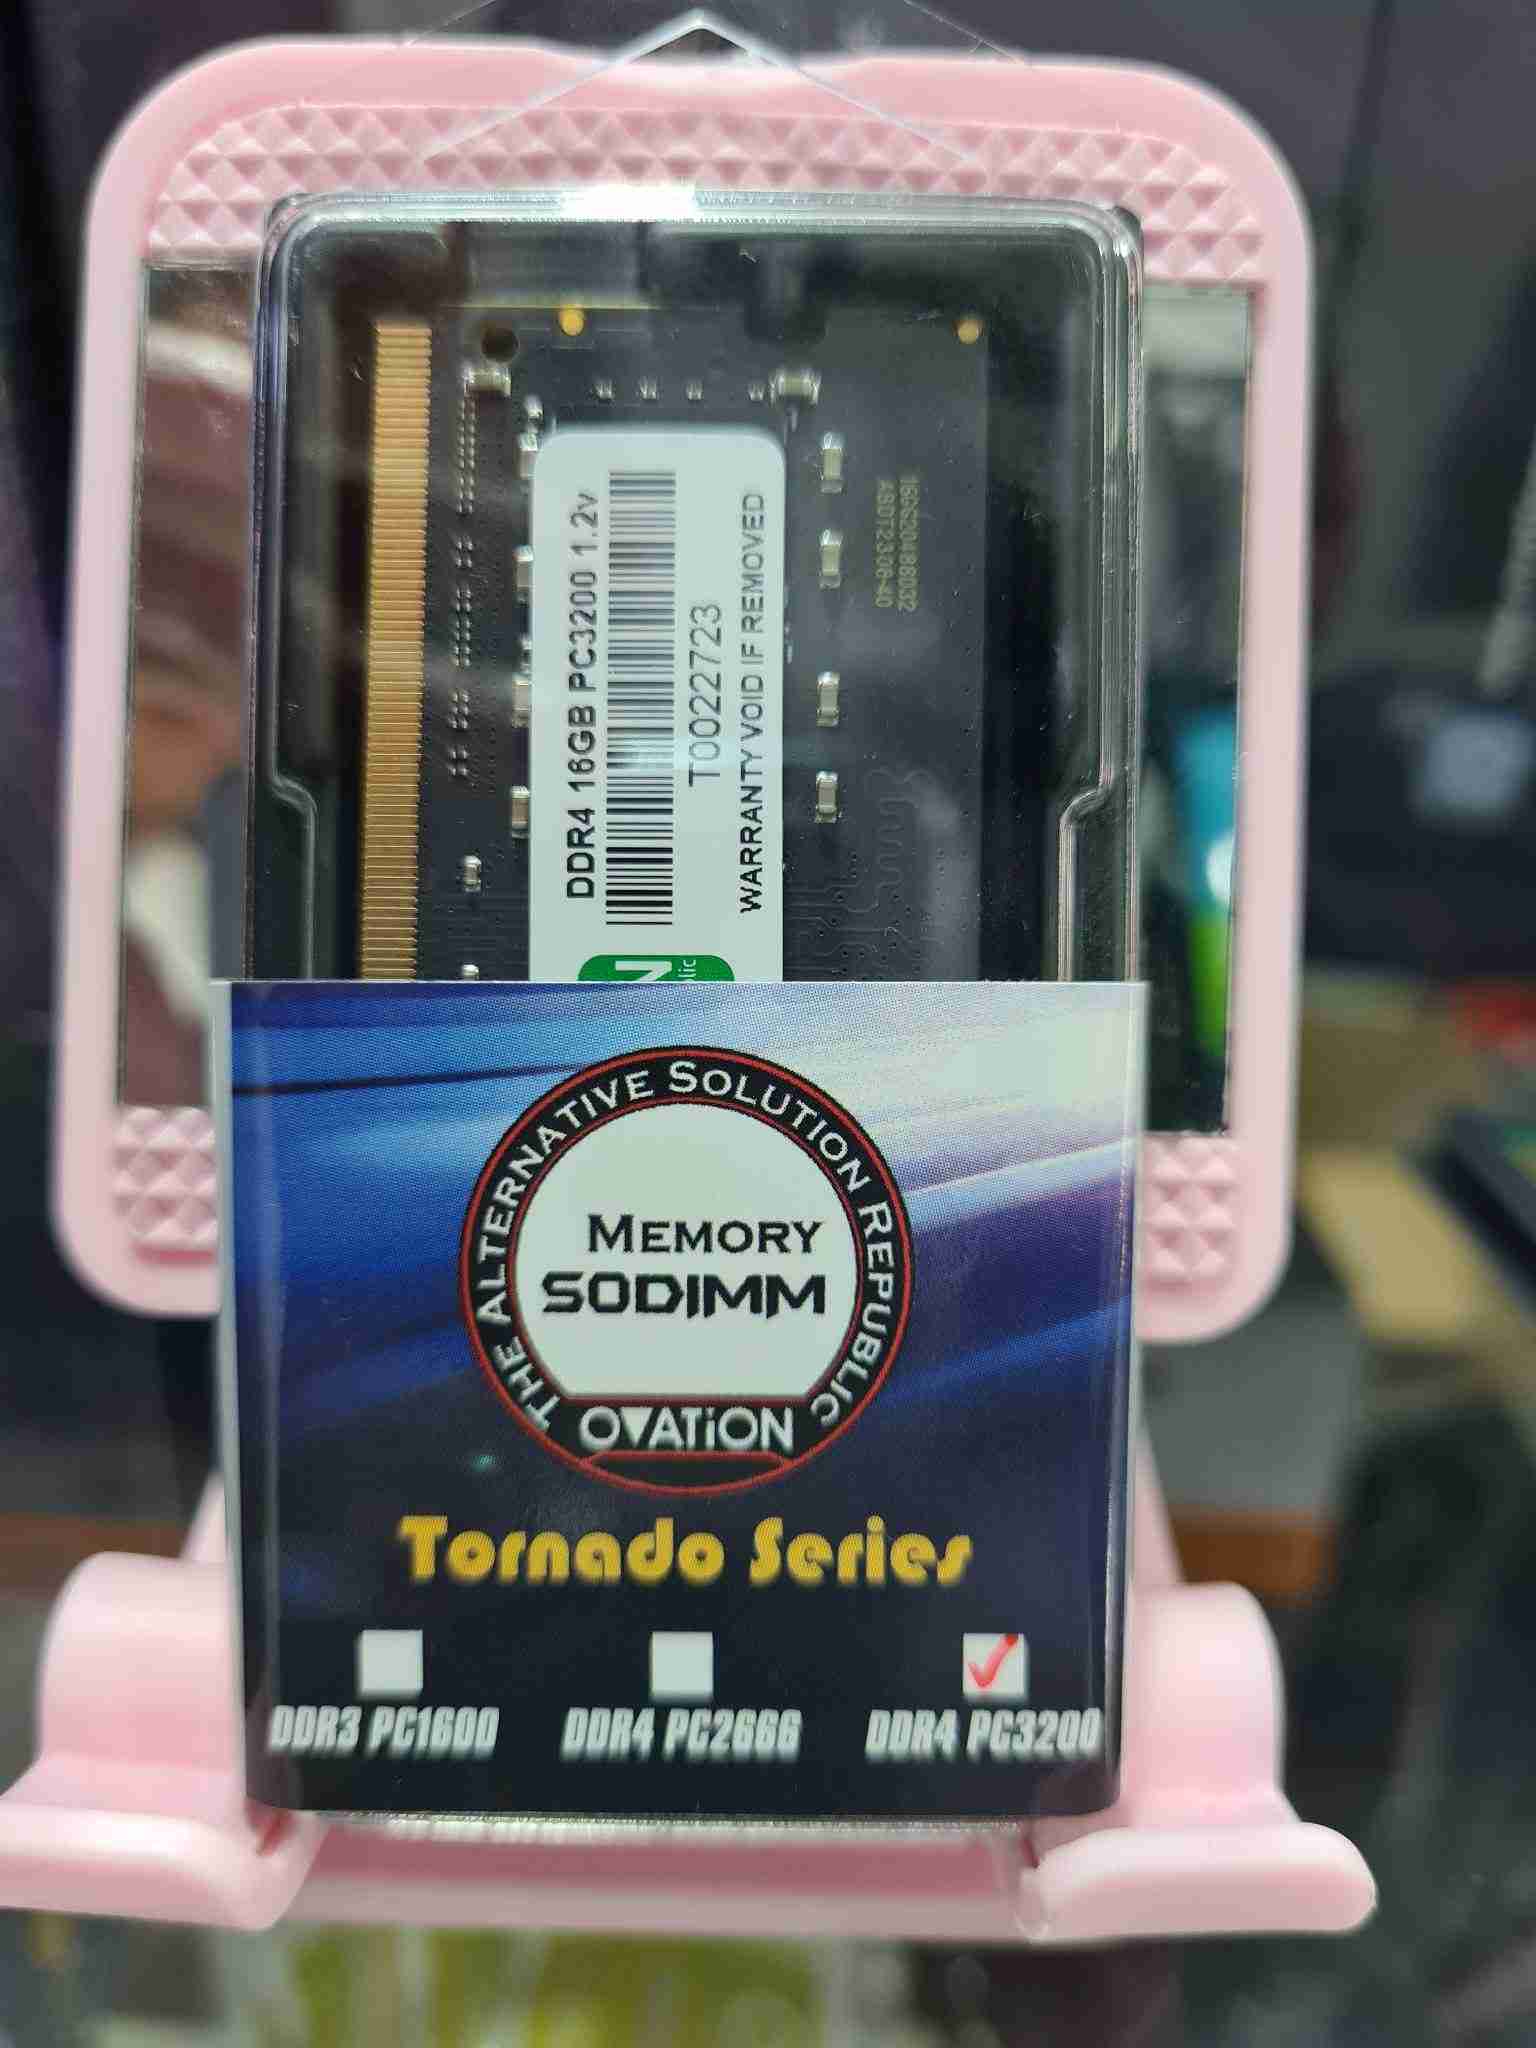 DDR4 16GB PC3200 1.2v
T0022723
WARRANTY VOID IF REMOVED
THE ALTERNATIVE SOLUTION REPUBLIC
MEMORY
SODIMM
OVATiON
Tornado Series
DDR3 PC1600
DDR4 PC2666
DDR4 PC3200